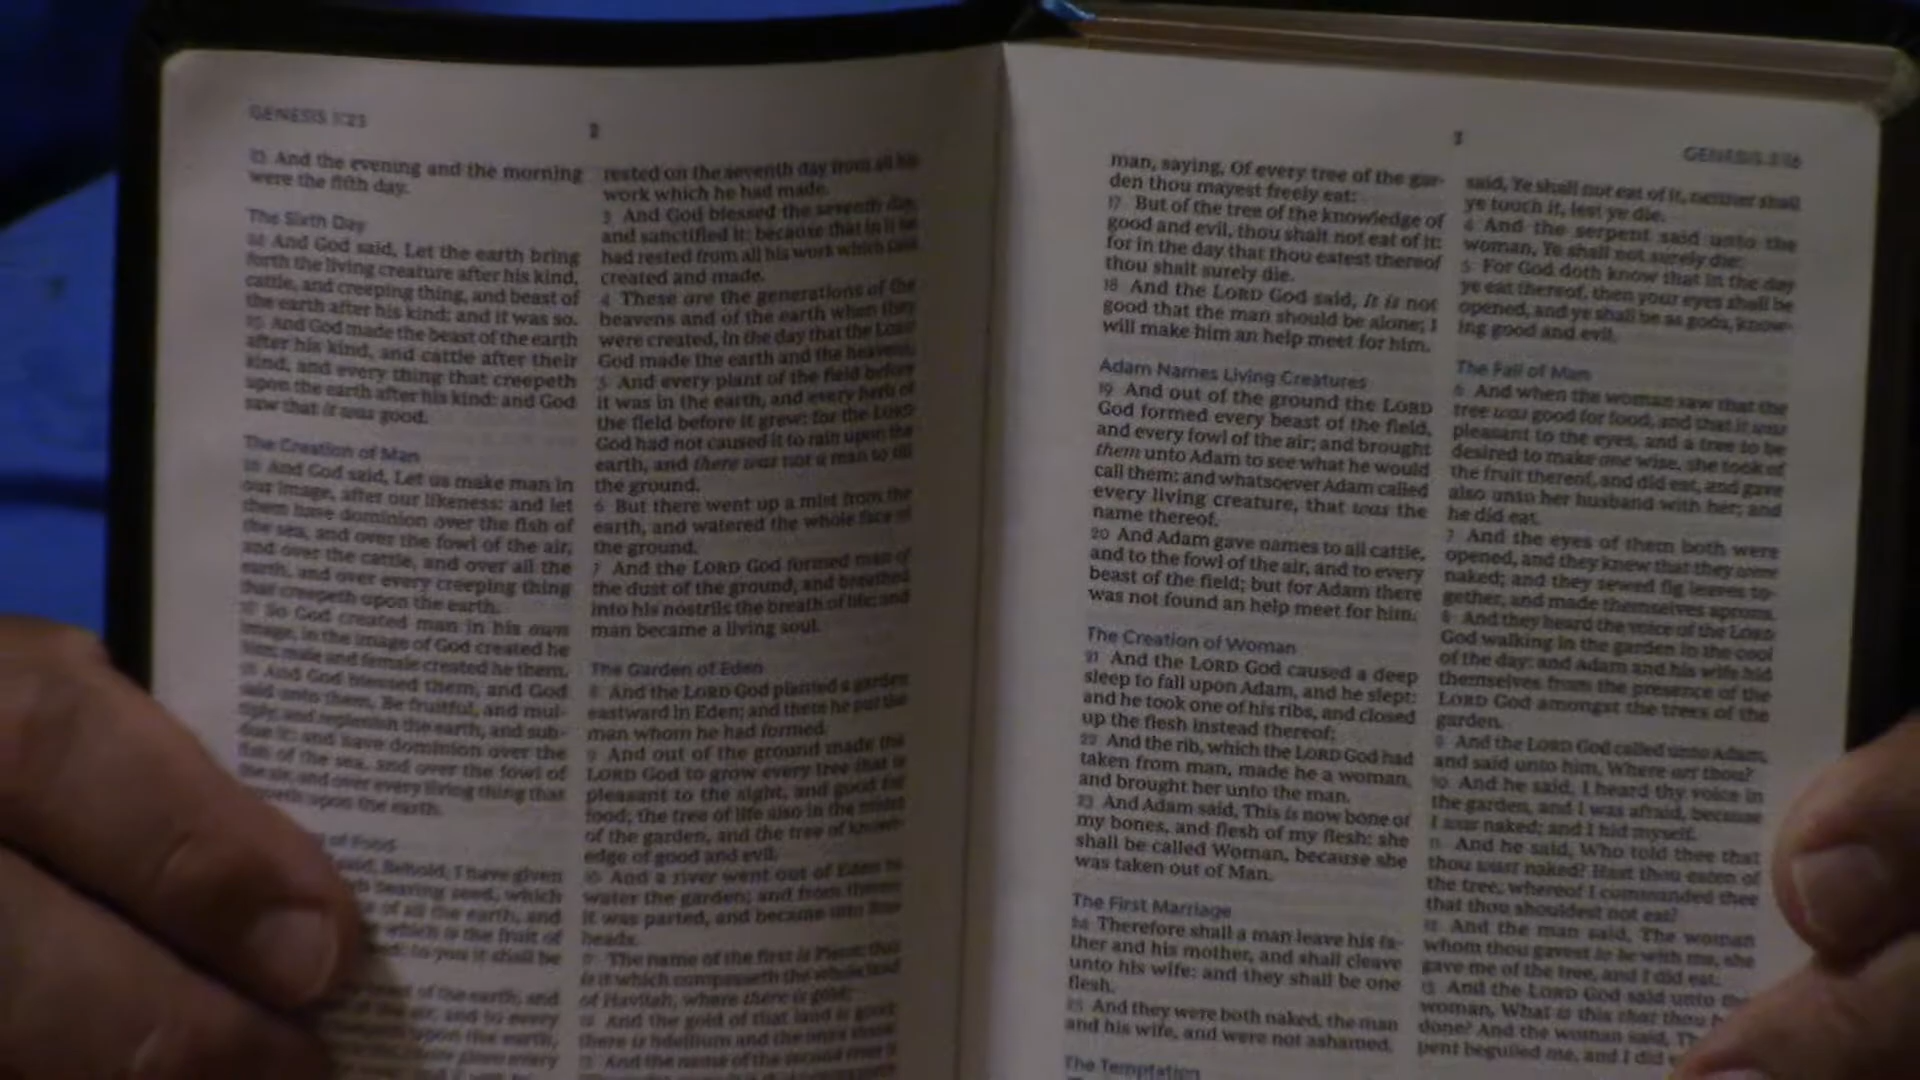 GENESIS 1:23
2
23 And the evening and the morning
were the fifth day.
The Sixth Day
24 And God said, Let the earth bring
forth the living creature after his kind,
cattle, and creeping thing, and beast of
the earth after his kind: and it was so.
25 And God made the beast of the earth
after his kind, and cattle after their
kind, and every thing that creepeth
upon the earth after his kind: and God
saw that it was good.
The Creation of Man
26 And God said, Let us make man in
our image, after our likeness: and let
them have dominion over the fish of
the sea, and over the fowl of the air,
and over the cattle, and over all the
earth, and over every creeping thing
that creepeth upon the earth.
27 So God created man in his own
image, in the image of God created he
him; male and female created he them.
28 And God blessed them, and God
said unto them, Be fruitful, and mul-
tiply, and replenish the earth, and sub-
due it: and have dominion over the
fish of the sea, and over the fowl of
the air, and over every living thing that
upon the earth.
of Food
said, Behold, I have given
bearing seed, which
of all the earth, and
which is the fruit of
to you it shall be
of the earth, and
and to every
upon the earth,
every
rested on the seventh day from all his
work which he had made.
3 And God blessed the seventh day,
and sanctified it: because that in it he
had rested from all his work which God
created and made.
4 These are the generations of the
heavens and of the earth when they
were created, in the day that the LORD
God made the earth and the heavens,
5 And every plant of the field before
it was in the earth, and every herb of
the field before it grew: for the LORD
God had not caused it to rain upon the
earth, and there was not a man to till
the ground.
6 But there went up a mist from the
earth, and watered the whole face of
the ground.
7 And the LORD God formed man of
the dust of the ground, and breathed
into his nostrils the breath of life; and
man became a living soul.
The Garden of Eden
8 And the LORD God planted a garden
eastward in Eden; and there he put the
man whom he had formed.
9 And out of the ground made the
LORD God to grow every tree that is
pleasant to the sight, and good for
food; the tree of life also in the midst
of the garden, and the tree of knowl-
edge of good and evil.
10 And a river went out of Eden to
water the garden; and from thence
it was parted, and became into four
heads.
11 The name of the first is Pison: that
is it which compasseth the whole land
of Havilah, where there is gold;
12 And the gold of that land is good:
there is bdellium and the onyx stone.
13 And the name of the second river is
3
GENESIS 3:16
man, saying, Of every tree of the gar-
den thou mayest freely eat:
17 But of the tree of the knowledge of
good and evil, thou shalt not eat of it:
for in the day that thou eatest thereof
thou shalt surely die.
18 And the LORD God said, It is not
good that the man should be alone; I
will make him an help meet for him.
Adam Names Living Creatures
19 And out of the ground the LORD
God formed every beast of the field,
and every fowl of the air; and brought
them unto Adam to see what he would
call them: and whatsoever Adam called
every living creature, that was the
name thereof.
20 And Adam gave names to all cattle,
and to the fowl of the air, and to every
beast of the field; but for Adam there
was not found an help meet for him.
The Creation of Woman
21 And the LORD God caused a deep
sleep to fall upon Adam, and he slept:
and he took one of his ribs, and closed
up the flesh instead thereof;
22 And the rib, which the LORD God had
taken from man, made he a woman,
and brought her unto the man.
23 And Adam said, This is now bone of
my bones, and flesh of my flesh: she
shall be called Woman, because she
was taken out of Man.
The First Marriage
24 Therefore shall a man leave his fa-
ther and his mother, and shall cleave
unto his wife: and they shall be one
flesh.
25 And they were both naked, the man
and his wife, and were not ashamed.
The Temptation
said, Ye shall not eat of it, neither shall
ye touch it, lest ye die.
4 And the serpent said unto the
woman, Ye shall not surely die:
5 For God doth know that in the day
ye eat thereof, then your eyes shall be
opened, and ye shall be as gods, know-
ing good and evil.
The Fall of Man
6 And when the woman saw that the
tree was good for food, and that it was
pleasant to the eyes, and a tree to be
desired to make one wise, she took of
the fruit thereof, and did eat, and gave
also unto her husband with her; and
he did eat.
7 And the eyes of them both were
opened, and they knew that they were
naked; and they sewed fig leaves to-
gether, and made themselves aprons.
8 And they heard the voice of the LORD
God walking in the garden in the cool
of the day: and Adam and his wife hid
themselves from the presence of the
LORD God amongst the trees of the
garden.
9 And the LORD God called unto Adam,
and said unto him, Where art thou?
10 And he said, I heard thy voice in
the garden, and I was afraid, because
I was naked; and I hid myself.
11 And he said, Who told thee that
thou wast naked? Hast thou eaten of
the tree, whereof I commanded thee
that thou shouldest not eat?
12 And the man said, The woman
whom thou gavest to be with me, she
gave me of the tree, and I did eat.
13 And the LORD God said unto the
woman, What is this that thou h
done? And the woman said, Th
pent beguiled me, and I did e